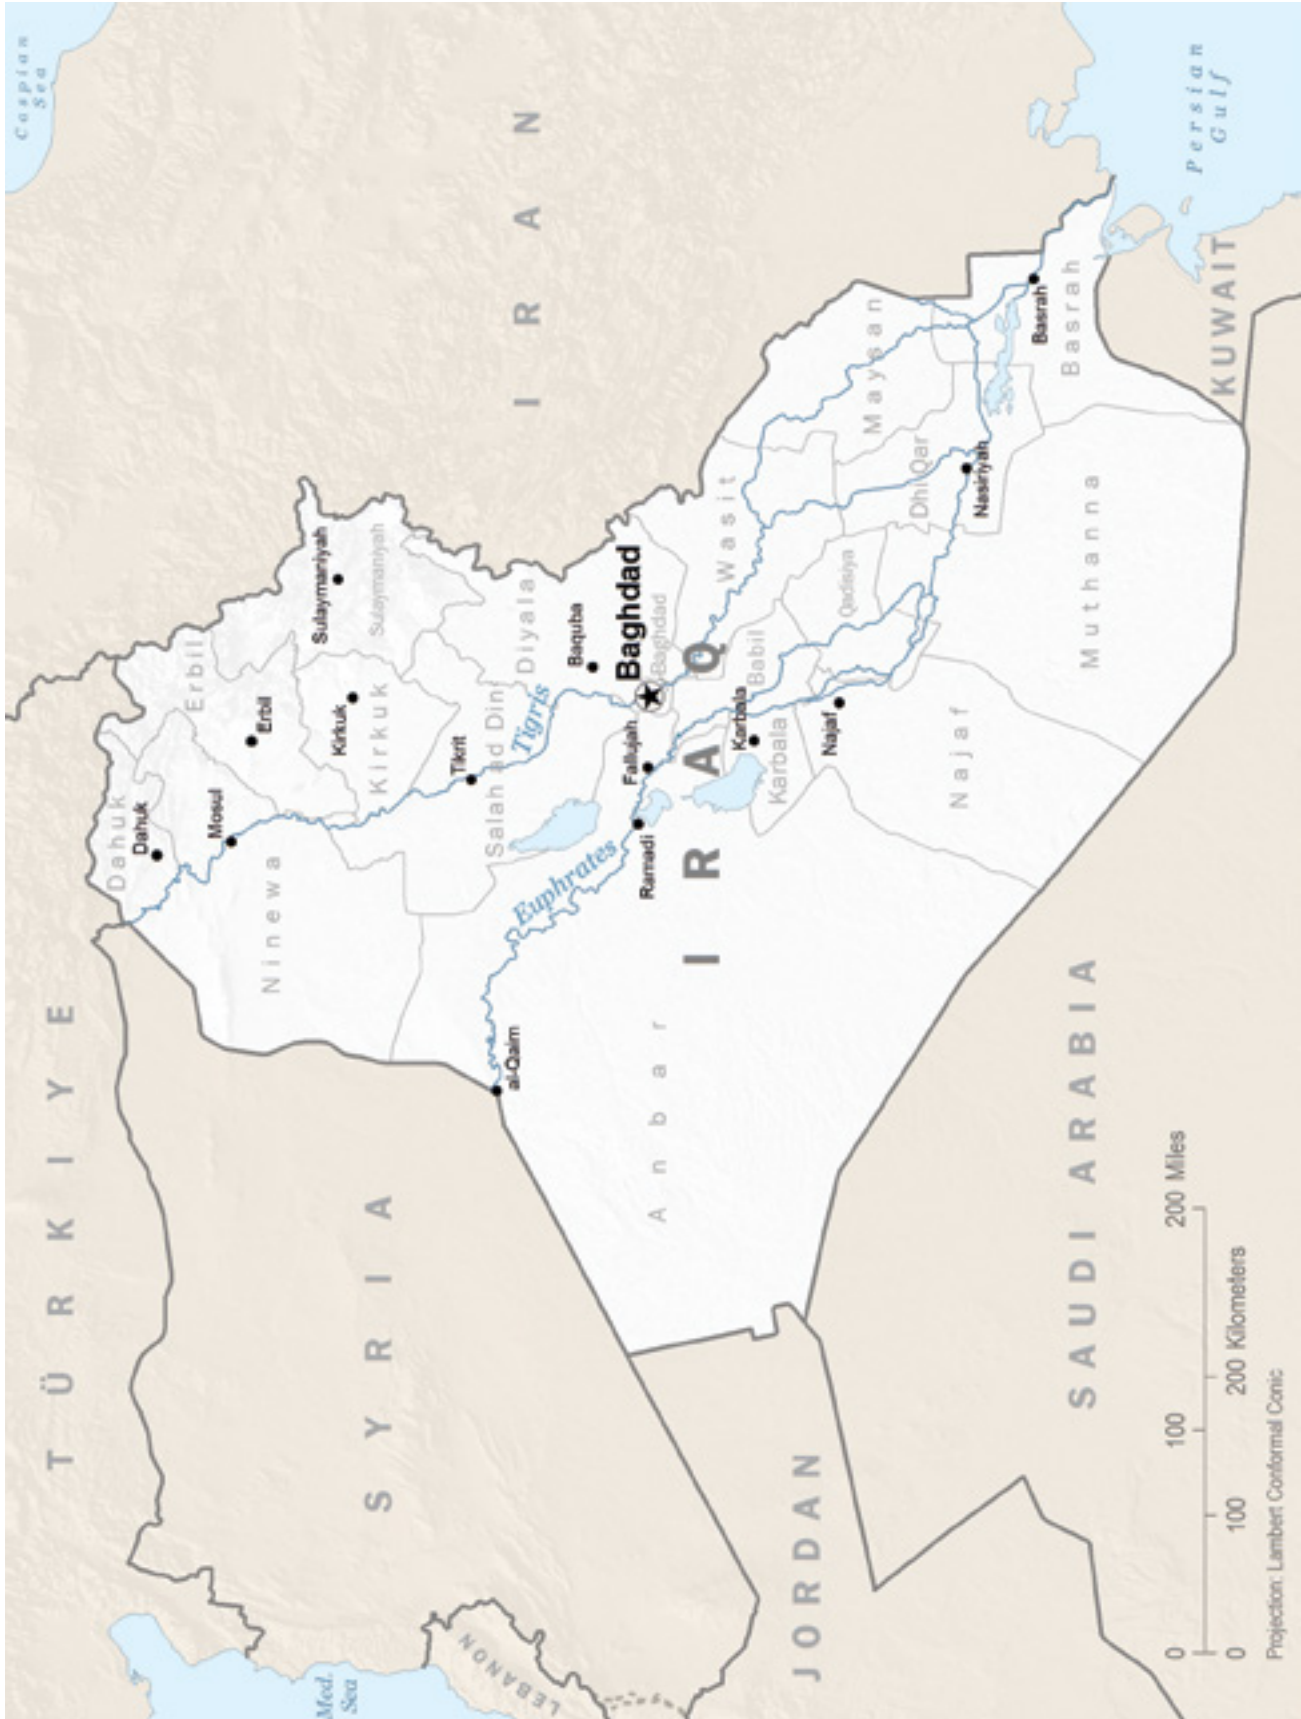 Caspian
Sea
TÜRKIYE
Dahuk
Dahuk
Mosul
Erbil
Erbil
Ninewa
Sulaymaniyah
Sulaymaniyah
Kirkuk
Kirkuk
SYRIA
Tikrit
Salah ad Din
Tigris
Diyala
IRAN
al-Qaim
Euphrates
Baquba
Med.
Sea
LEBANON
Anbar
Ramadi
Fallujah
Baghdad
Baghdad
IRAQ
Wasit
Karbala
Karbala
Babil
JORDAN
Najaf
Qadisiya
Maysan
Dhi Qar
Najaf
Nasiriyah
Basrah
Basrah
Muthanna
SAUDI ARABIA
Persian
Gulf
KUWAIT
0 100 200 Miles
0 100 200 Kilometers
Projection: Lambert Conformal Conic